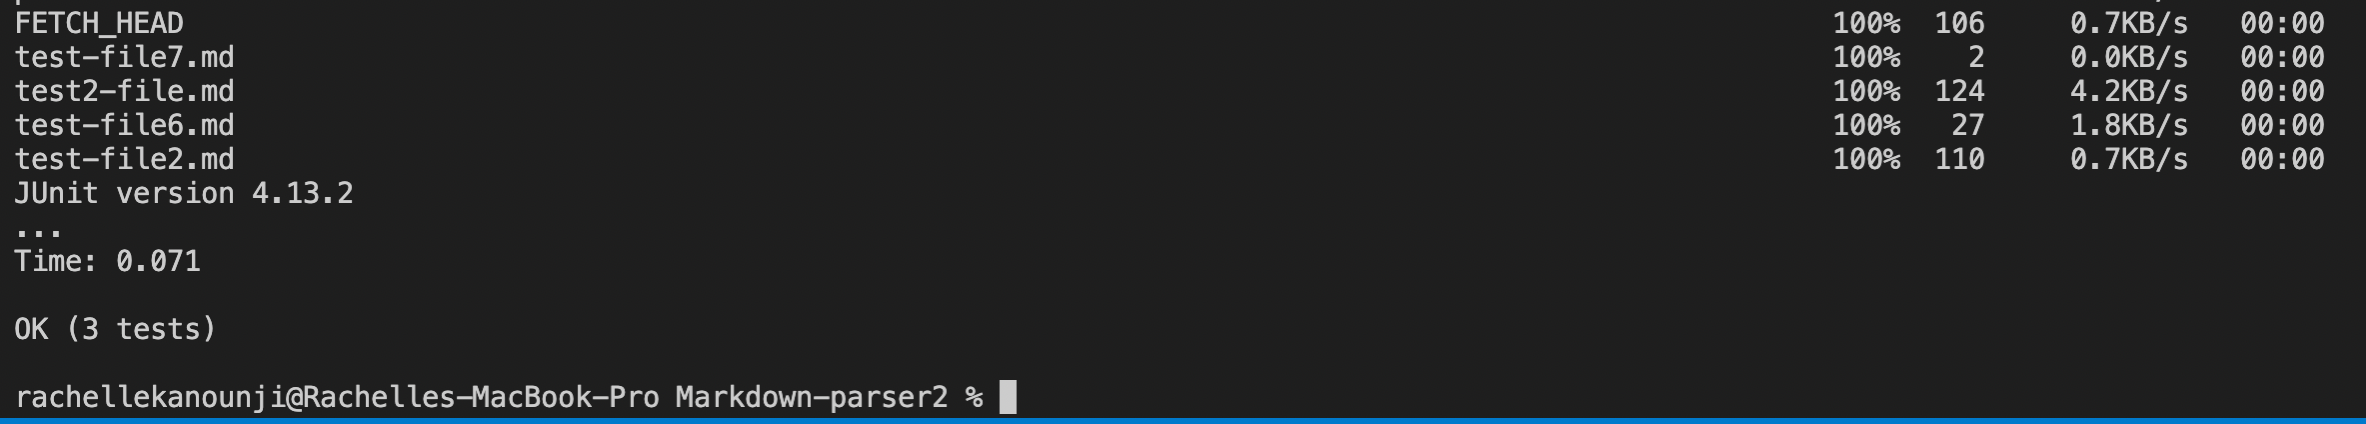 FETCH_HEAD 100% 106 0.7KB/s 00:00
test-file7.md 100% 2 0.0KB/s 00:00
test2-file.md 100% 124 4.2KB/s 00:00
test-file6.md 100% 27 1.8KB/s 00:00
test-file2.md 100% 110 0.7KB/s 00:00
JUnit version 4.13.2
...
Time: 0.071
OK (3 tests)
rachellekanounji@Rachelles-MacBook-Pro Markdown-parser2 %